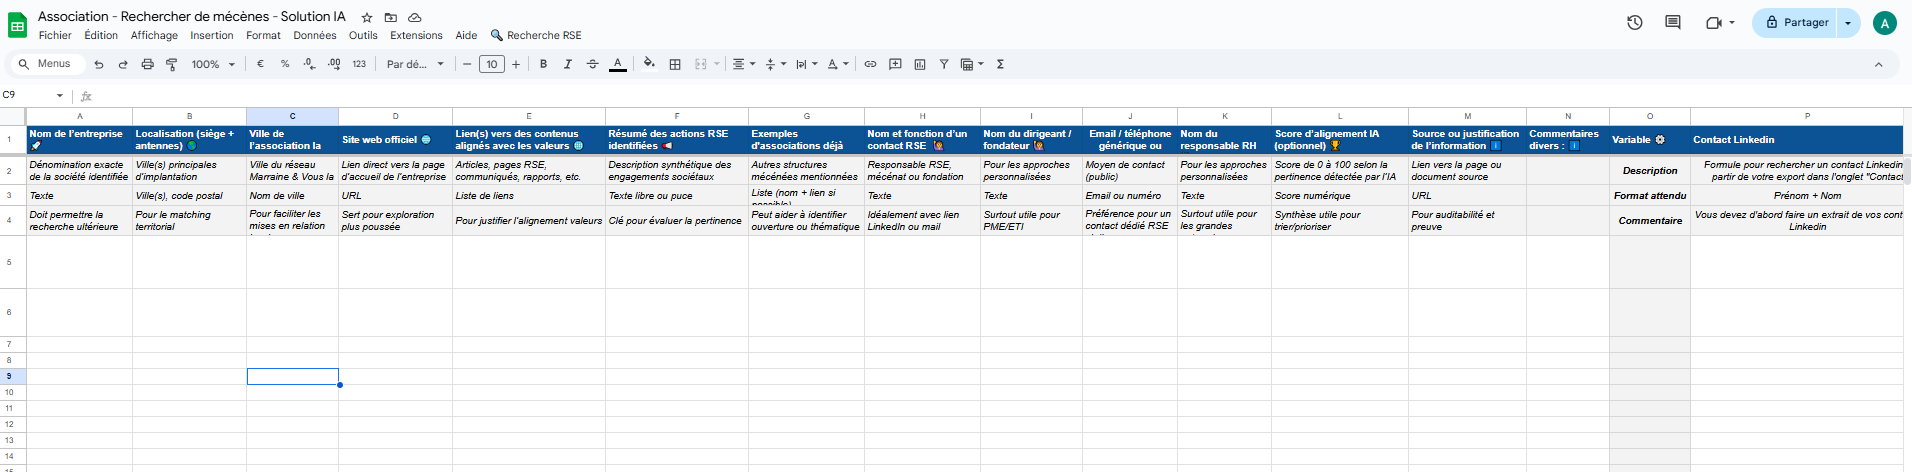 Association - Rechercher de mécènes - Solution IA
Fichier Édition Affichage Insertion Format Données Outils Extensions Aide Recherche RSE
Partager
A
Menus 100% € % .0 .00 123 Par dé... − 10 + B I S A Σ
C9
A B C D E F G H I J K L M N O P
1
Nom de l'entreprise
Localisation (siège +
antennes)
Ville de
l'association la
Site web officiel
Lien(s) vers des contenus
alignés avec les valeurs
Résumé des actions RSE
identifiées
Exemples
d'associations déjà
Nom et fonction d'un
contact RSE
Nom du dirigeant /
fondateur
Email / téléphone
générique ou
Nom du
responsable RH
Score d'alignement IA
(optionnel)
Source ou justification
de l'information
Commentaires
divers :
Variable
Contact Linkedin
2
Dénomination exacte
de la société identifiée
Ville(s) principales
d'implantation
Ville du réseau
Marraine & Vous la
Lien direct vers la page
d'accueil de l'entreprise
Articles, pages RSE,
communiqués, rapports, etc.
Description synthétique des
engagements sociétaux
Autres structures
mécénées mentionnées
Responsable RSE,
mécénat ou fondation
Pour les approches
personnalisées
Moyen de contact
(public)
Pour les approches
personnalisées
Score de 0 à 100 selon la
pertinence détectée par l'IA
Lien vers la page ou
document source
Description
Formule pour rechercher un contact Linkedin
partir de votre export dans l'onglet "Contact
3
Texte
Ville(s), code postal
Nom de ville
URL
Liste de liens
Texte libre ou puce
Liste (nom + lien si
possible)
Texte
Texte
Email ou numéro
Texte
Score numérique
URL
Format attendu
Prénom + Nom
4
Doit permettre la
recherche ultérieure
Pour le matching
territorial
Pour faciliter les
mises en relation
Sert pour exploration
plus poussée
Pour justifier l'alignement valeurs
Clé pour évaluer la pertinence
Peut aider à identifier
ouverture ou thématique
Idéalement avec lien
LinkedIn ou mail
Surtout utile pour
PME/ETI
Préférence pour un
contact dédié RSE
Surtout utile pour
les grandes
Synthèse utile pour
trier/prioriser
Pour auditabilité et
preuve
Commentaire
Vous devez d'abord faire un extrait de vos cont
Linkedin
5
6
7
8
9
10
11
12
13
14
15